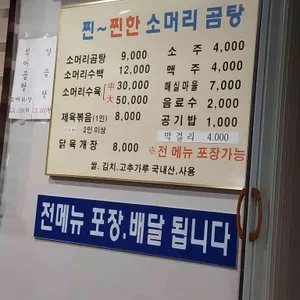 찐~찐한 소머리 곰탕
소머리곰탕 9,000
소머리수백 12,000
소머리수육 中 30,000
大 50,000
제육볶음(1인) 8,000
2인 이상
닭육개장 8,000
소주 4,000
맥주 4,000
매실마을 7,000
음료수 2,000
공기밥 1,000
막걸리 4,000
※전 메뉴 포장가능
쌀, 김치, 고추가루 국내산.사용
전메뉴 포장.배달 됩니다